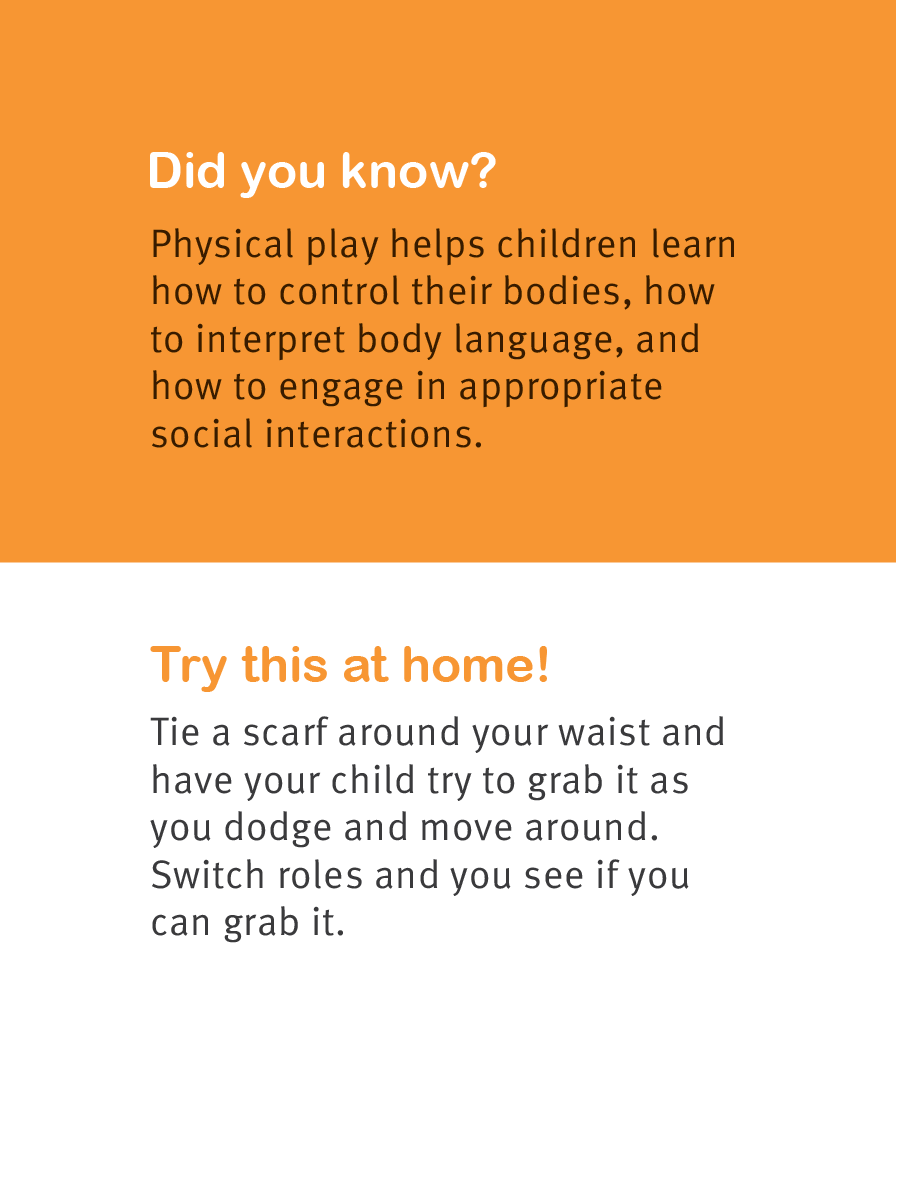 Did you know?
Physical play helps children learn
how to control their bodies, how
to interpret body language, and
how to engage in appropriate
social interactions.
Try this at home!
Tie a scarf around your waist and
have your child try to grab it as
you dodge and move around.
Switch roles and you see if you
can grab it.